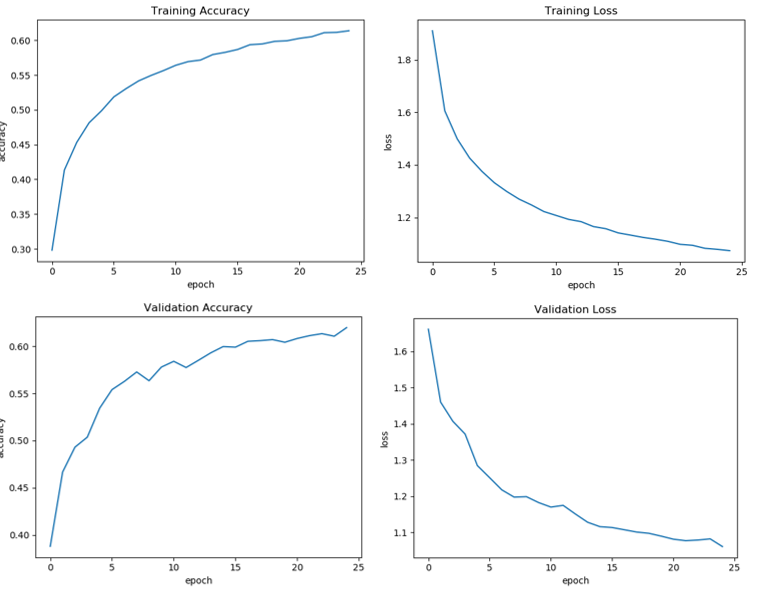 Training Accuracy
0.60
0.55
0.50
0.45
0.40
0.35
0.30
accuracy
0 5 10 15 20 25
epoch
Training Loss
1.8
1.6
1.4
1.2
loss
0 5 10 15 20 25
epoch
Validation Accuracy
0.60
0.55
0.50
0.45
0.40
accuracy
0 5 10 15 20 25
epoch
Validation Loss
1.6
1.5
1.4
1.3
1.2
1.1
loss
0 5 10 15 20 25
epoch